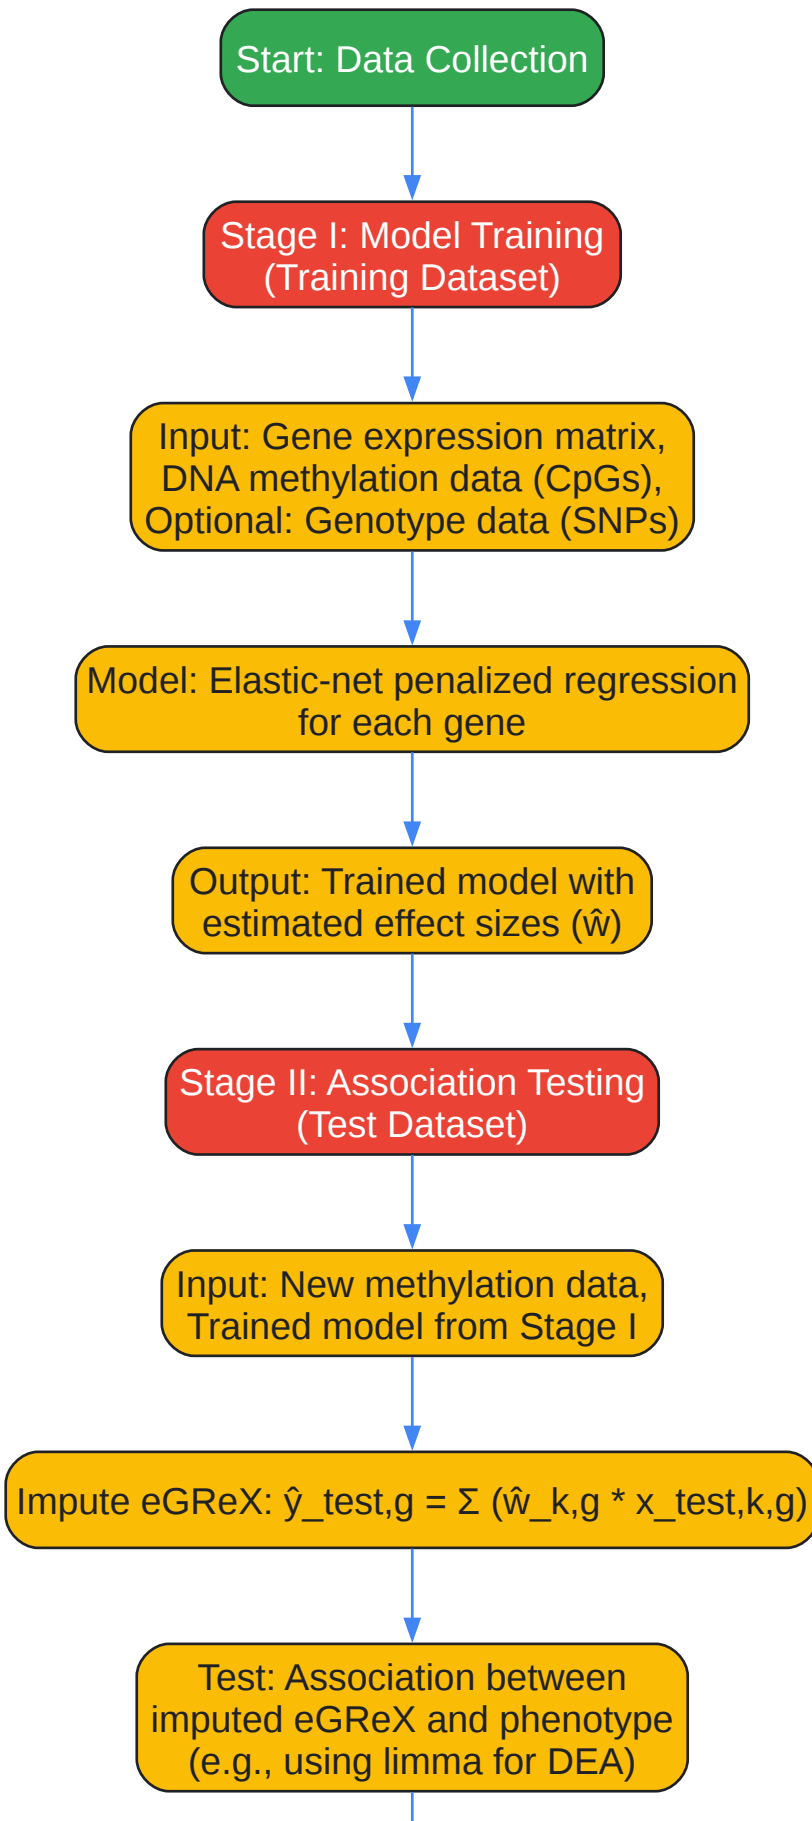 Start: Data Collection
Stage I: Model Training
(Training Dataset)
Input: Gene expression matrix,
DNA methylation data (CpGs),
Optional: Genotype data (SNPs)
Model: Elastic-net penalized regression
for each gene
Output: Trained model with
estimated effect sizes (ŵ)
Stage II: Association Testing
(Test Dataset)
Input: New methylation data,
Trained model from Stage I
Impute eGReX: ŷ_test,g = Σ (ŵ_k,g * x_test,k,g)
Test: Association between
imputed eGReX and phenotype
(e.g., using limma for DEA)